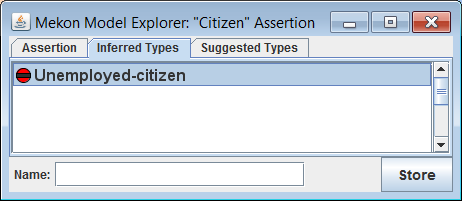 Mekon Model Explorer: "Citizen" Assertion
Assertion Inferred Types Suggested Types
Unemployed-citizen
Name: Store